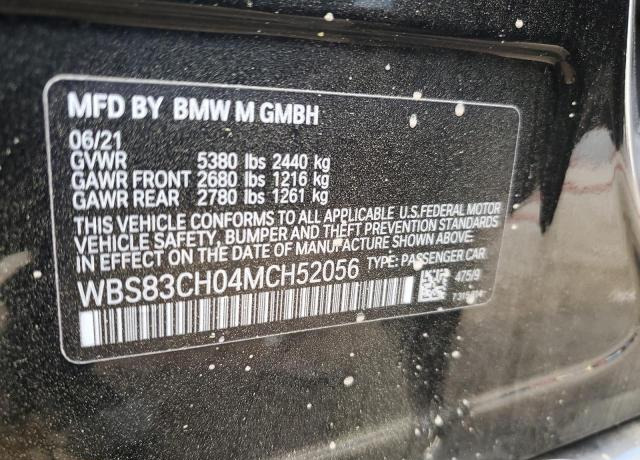 MFD BY BMW M GMBH
06/21
GVWR 5380 lbs 2440 kg
GAWR FRONT 2680 lbs 1216 kg
GAWR REAR 2780 lbs 1261 kg
THIS VEHICLE CONFORMS TO ALL APPLICABLE U.S.FEDERAL MOTOR
VEHICLE SAFETY, BUMPER AND THEFT PREVENTION STANDARDS
IN EFFECT ON THE DATE OF MANUFACTURE SHOWN ABOVE.
WBS83CH04MCH52056 TYPE: PASSENGER CAR
475/9